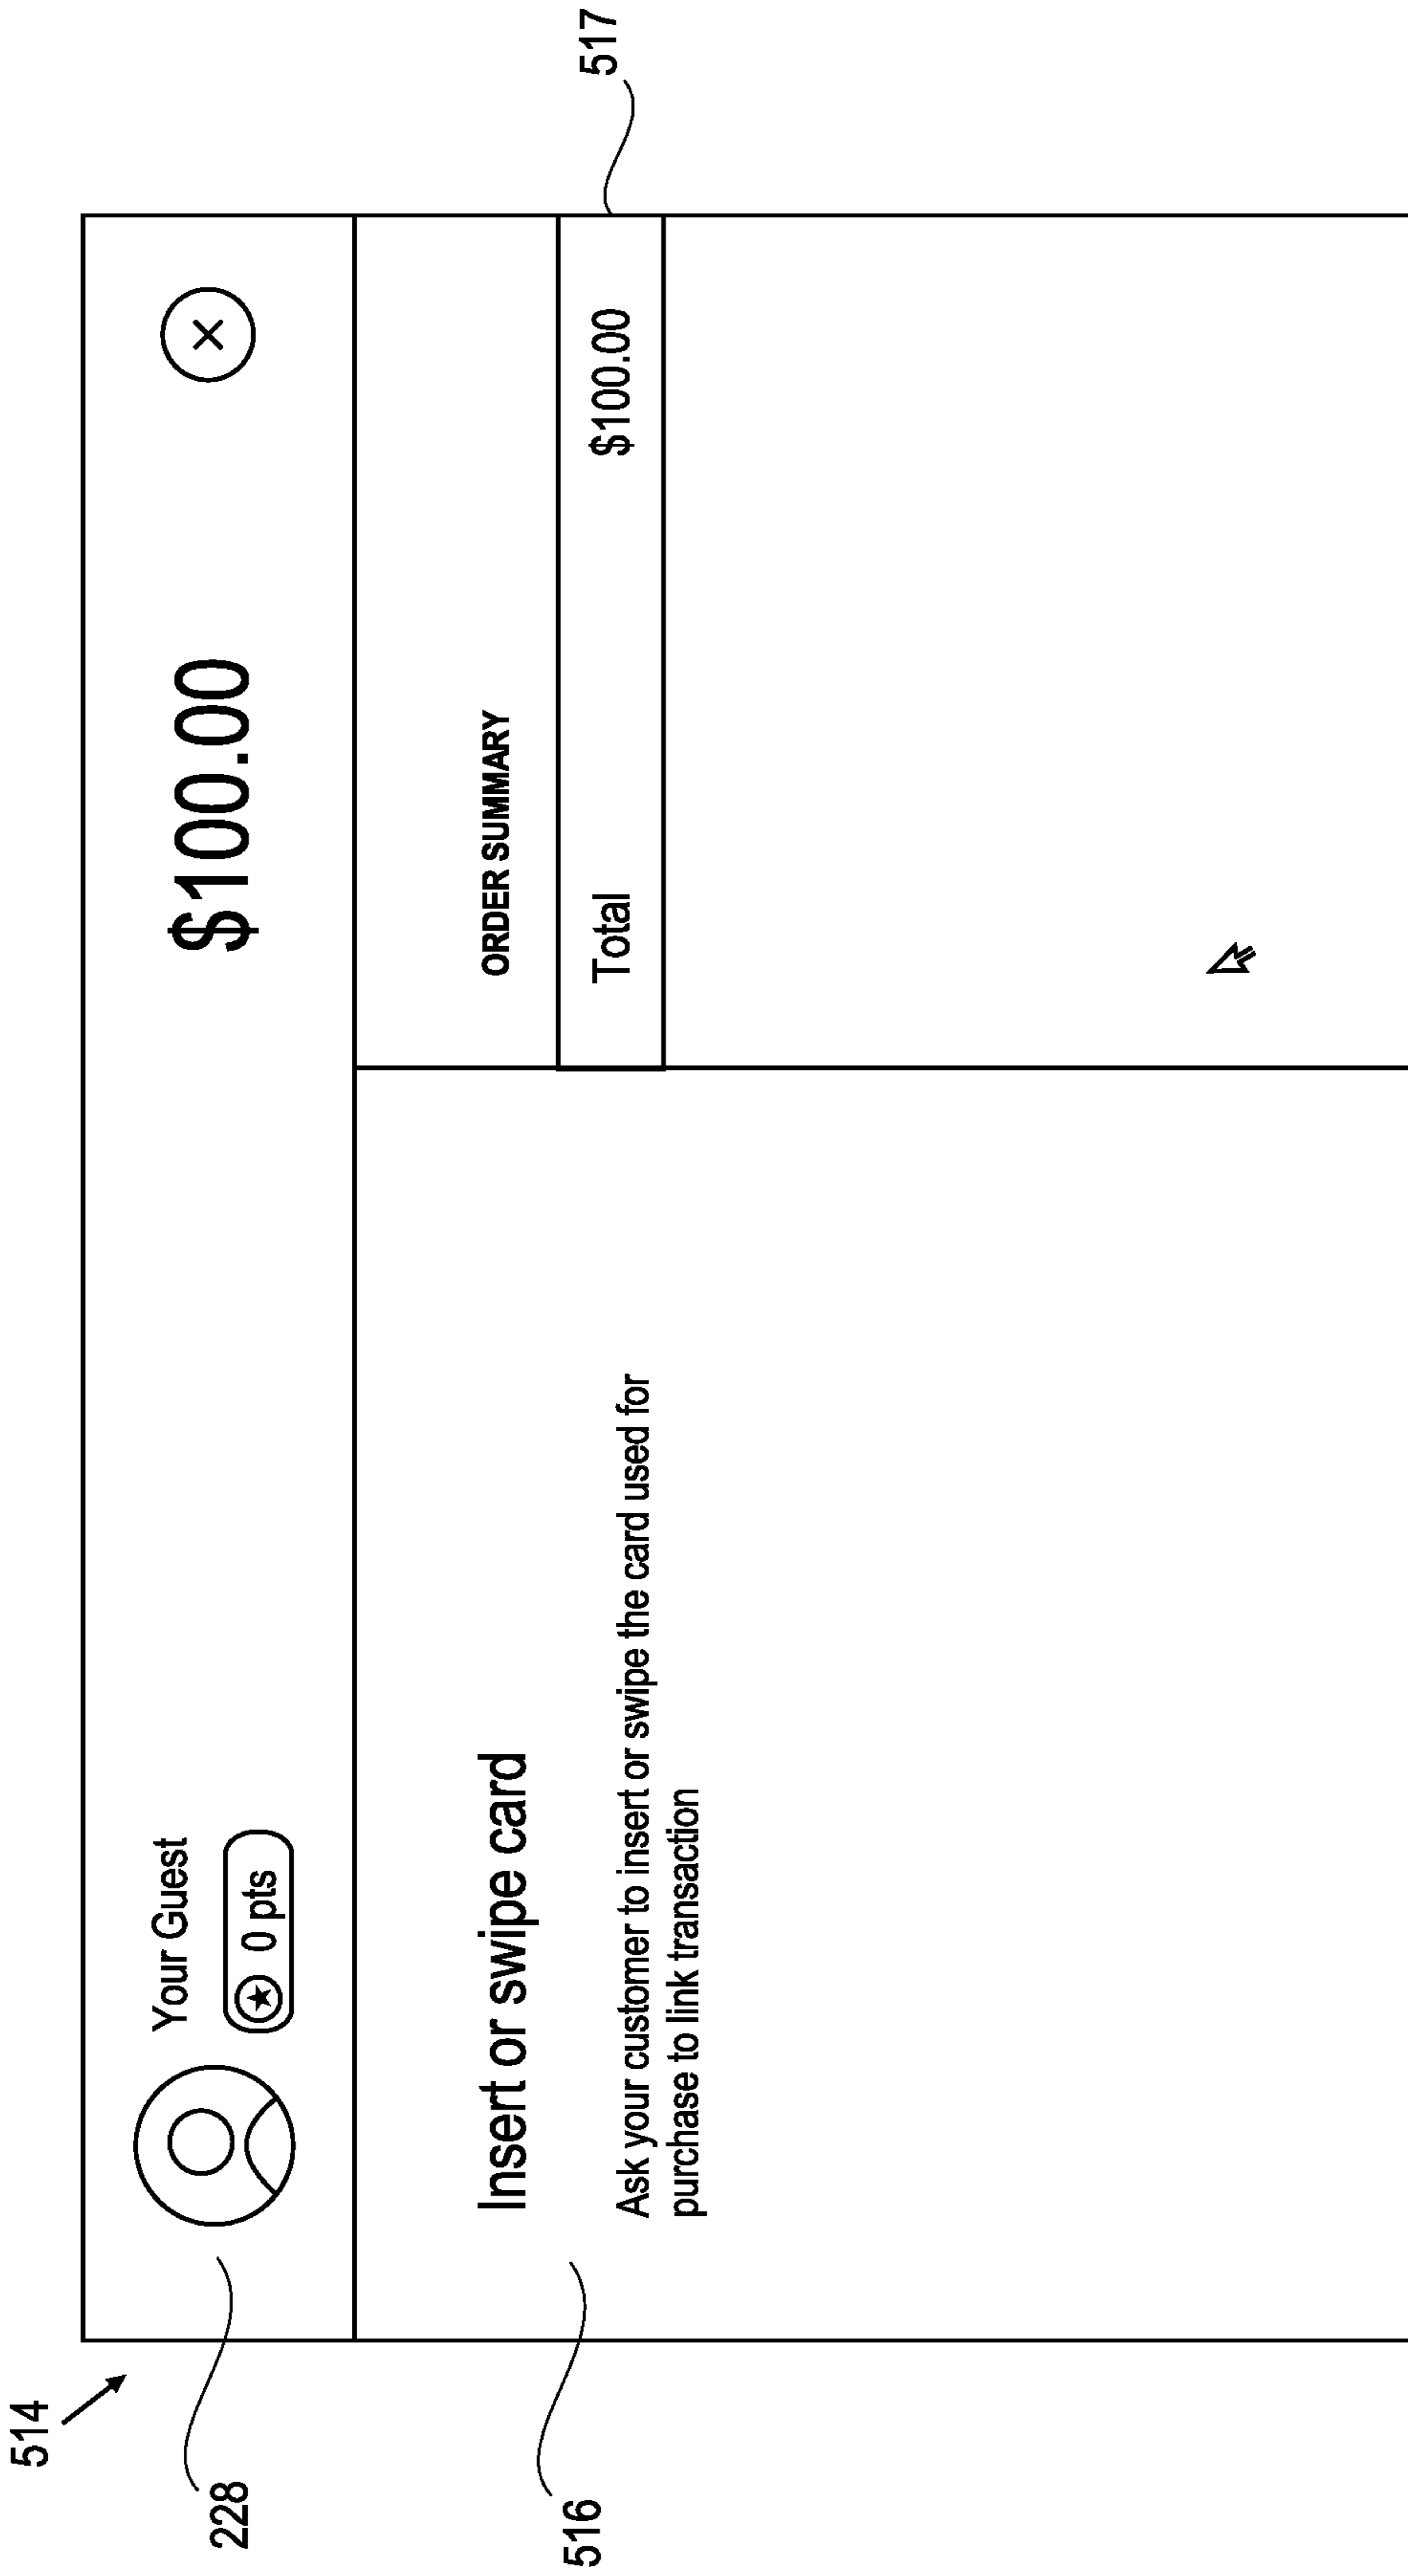 514
228
Your Guest
0 pts
$100.00
×
516
Insert or swipe card
Ask your customer to insert or swipe the card used for
purchase to link transaction
ORDER SUMMARY
Total $100.00
517